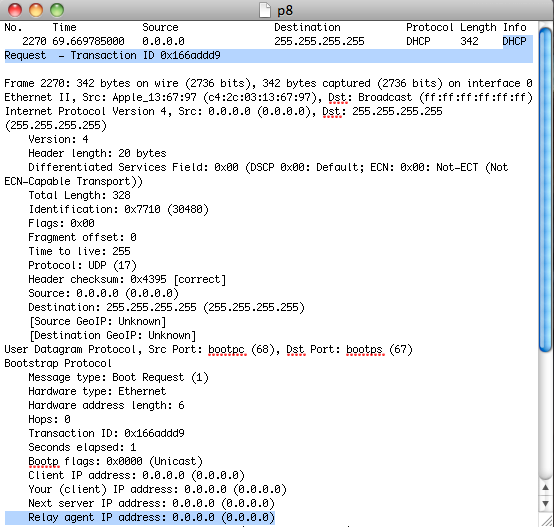 p8
No. Time Source Destination Protocol Length Info
2270 69.669785000 0.0.0.0 255.255.255.255 DHCP 342 DHCP
Request – Transaction ID 0x166addd9
Frame 2270: 342 bytes on wire (2736 bits), 342 bytes captured (2736 bits) on interface 0
Ethernet II, Src: Apple_13:67:97 (c4:2c:03:13:67:97), Dst: Broadcast (ff:ff:ff:ff:ff:ff)
Internet Protocol Version 4, Src: 0.0.0.0 (0.0.0.0), Dst: 255.255.255.255
(255.255.255.255)
Version: 4
Header length: 20 bytes
Differentiated Services Field: 0x00 (DSCP 0x00: Default; ECN: 0x00: Not-ECT (Not
ECN-Capable Transport))
Total Length: 328
Identification: 0x7710 (30480)
Flags: 0x00
Fragment offset: 0
Time to live: 255
Protocol: UDP (17)
Header checksum: 0x4395 [correct]
Source: 0.0.0.0 (0.0.0.0)
Destination: 255.255.255.255 (255.255.255.255)
[Source GeoIP: Unknown]
[Destination GeoIP: Unknown]
User Datagram Protocol, Src Port: bootpc (68), Dst Port: bootps (67)
Bootstrap Protocol
Message type: Boot Request (1)
Hardware type: Ethernet
Hardware address length: 6
Hops: 0
Transaction ID: 0x166addd9
Seconds elapsed: 1
Bootp flags: 0x0000 (Unicast)
Client IP address: 0.0.0.0 (0.0.0.0)
Your (client) IP address: 0.0.0.0 (0.0.0.0)
Next server IP address: 0.0.0.0 (0.0.0.0)
Relay agent IP address: 0.0.0.0 (0.0.0.0)